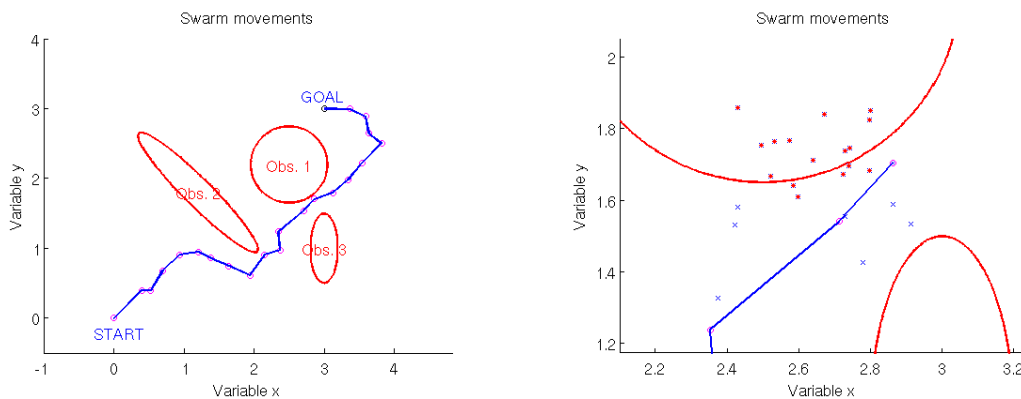 Swarm movements
4
3
2
1
0
Variable y
GOAL
Obs. 1
Obs. 2
Obs. 3
START
-1 0 1 2 3 4
Variable x
Swarm movements
2
1.8
1.6
1.4
1.2
Variable y
2.2 2.4 2.6 2.8 3 3.2
Variable x